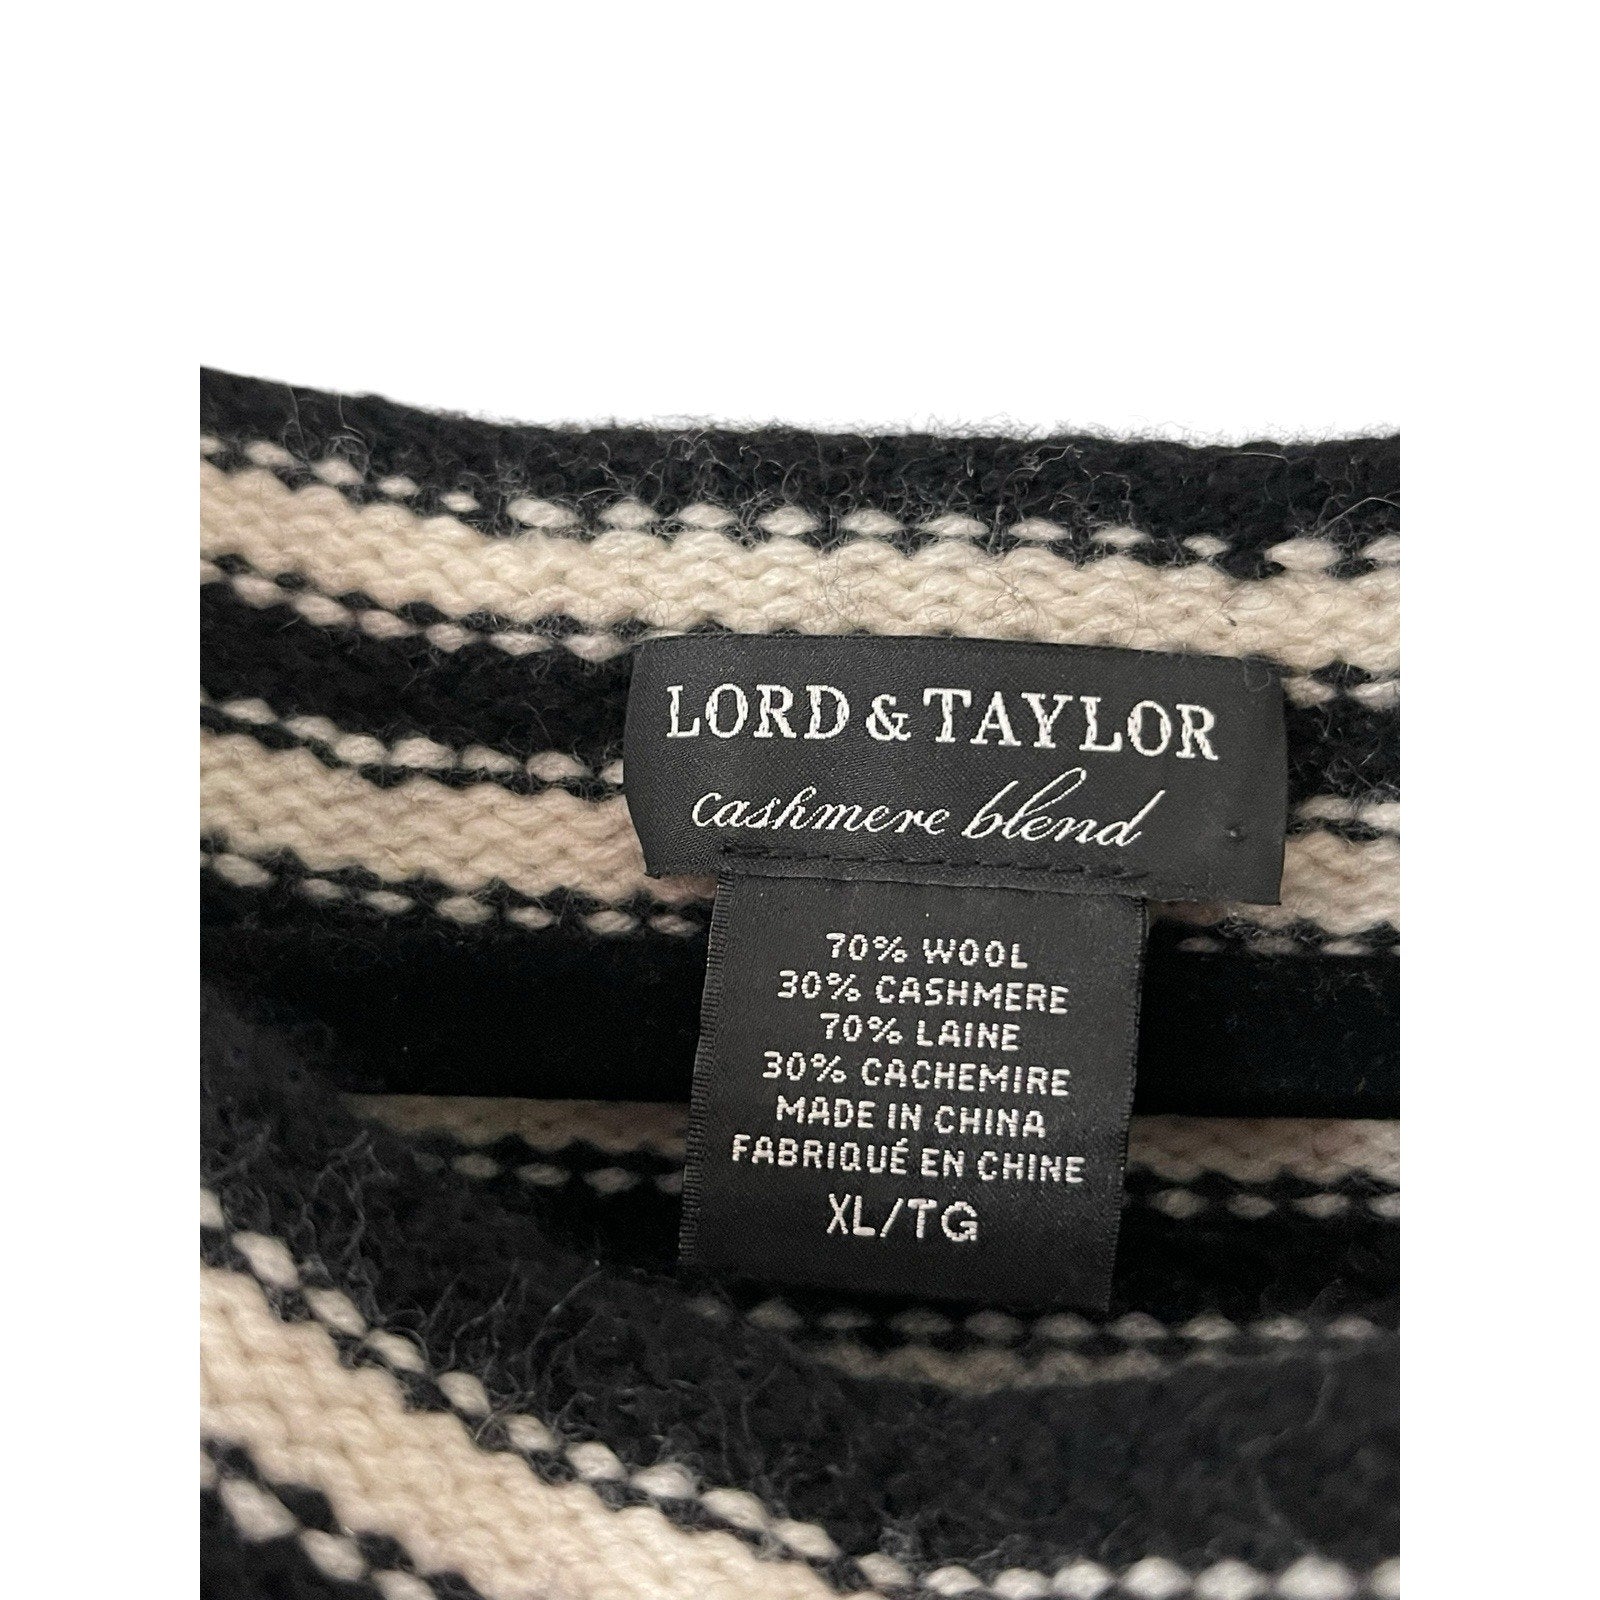 LORD & TAYLOR
cashmere blend
70% WOOL
30% CASHMERE
70% LAINE
30% CACHEMIRE
MADE IN CHINA
FABRIQUÉ EN CHINE
XL/TG